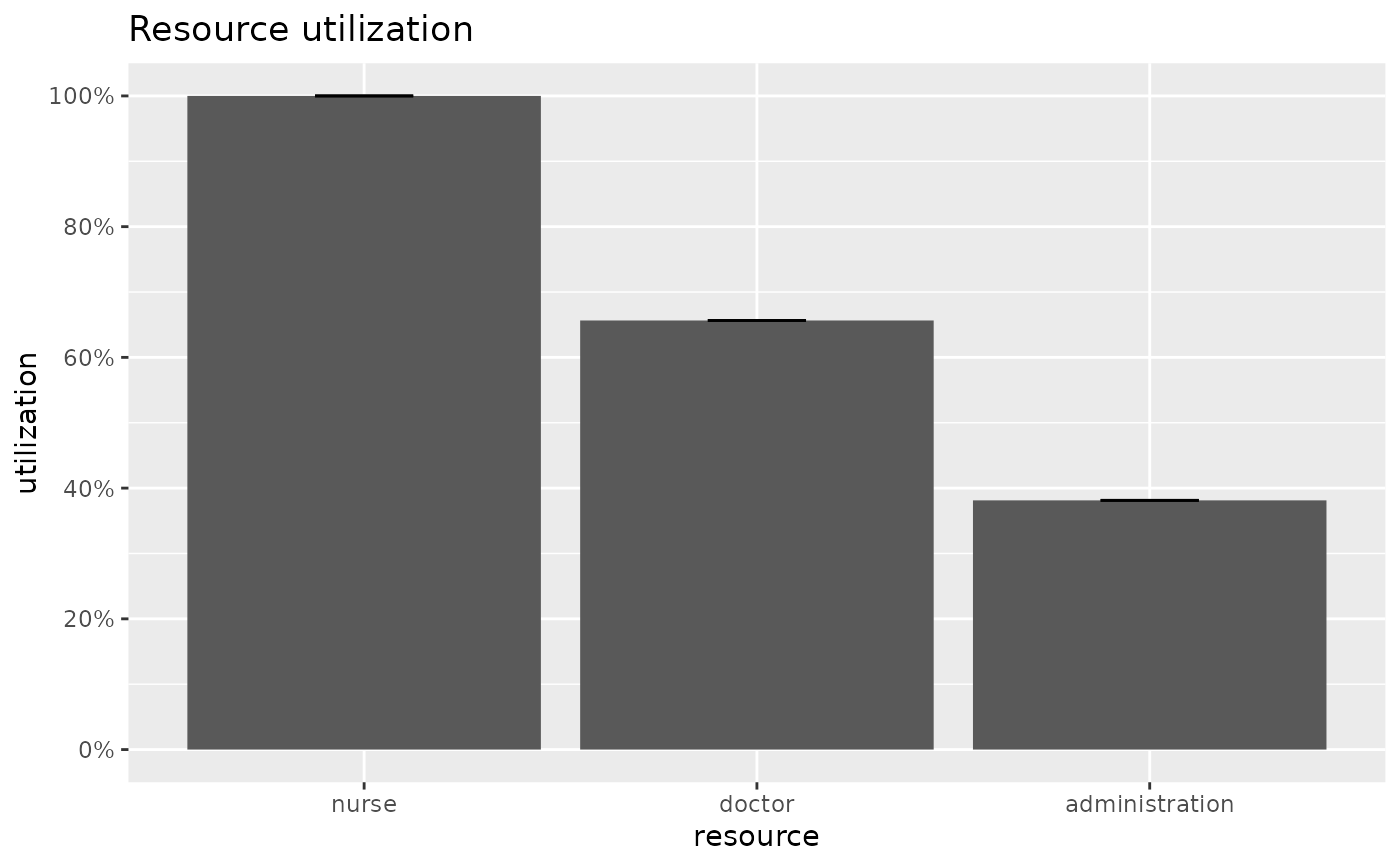 Resource utilization
100%
80%
60%
40%
20%
0%
utilization
nurse
doctor
administration
resource